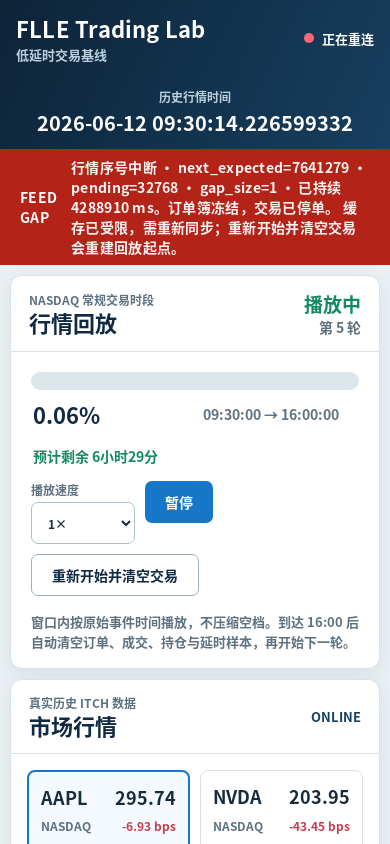 FLLE Trading Lab
低延时交易基线
正在重连
历史行情时间
2026-06-12 09:30:14.226599332
FEED GAP
行情序号中断 · next_expected=7641279 ·
pending=32768 · gap_size=1 · 已持续
4288910 ms。订单簿冻结，交易已停单。 缓
存已受限，需重新同步；重新开始并清空交易
会重建回放起点。
NASDAQ 常规交易时段
行情回放
播放中
第 5 轮
0.06%
09:30:00 → 16:00:00
预计剩余 6小时29分
播放速度
1×
暂停
重新开始并清空交易
窗口内按原始事件时间播放，不压缩空档。到达 16:00 后
自动清空订单、成交、持仓与延时样本，再开始下一轮。
真实历史 ITCH 数据
市场行情
ONLINE
AAPL 295.74
NASDAQ -6.93 bps
NVDA 203.95
NASDAQ -43.45 bps